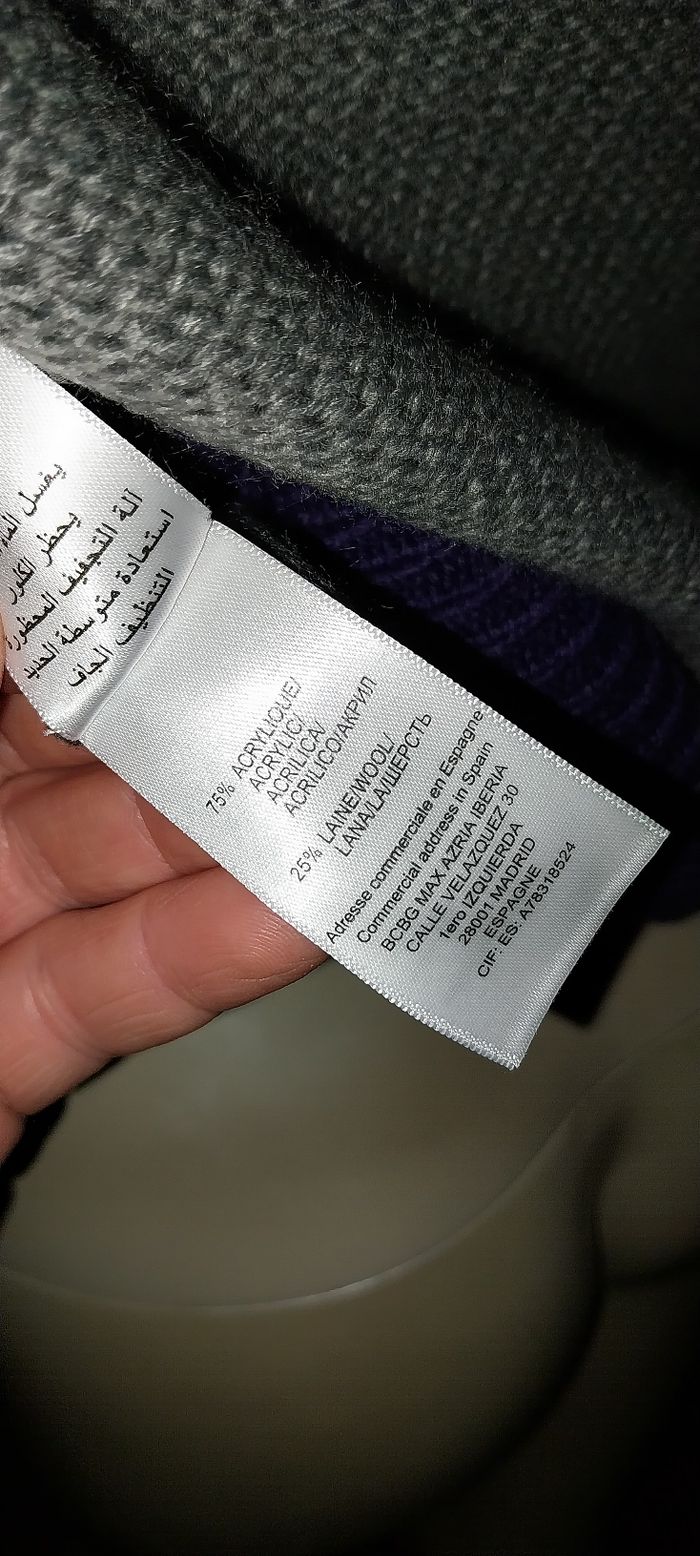 يغسل
يحظر الكلور
آلة التجفيف المحظورة
استعادة متوسطة الحديد
التنظيف الجاف
75% ACRYLIQUE/
ACRYLIC/
ACRILICA/
ACRILICO/АКРИЛ
25% LAINE/WOOL/
LANA/LA/ШЕРСТЬ
Adresse commerciale en Espagne
Commercial address in Spain
BCBG MAX AZRIA IBERIA
CALLE VELAZQUEZ 30
1ero IZQUIERDA
28001 MADRID
ESPAGNE
CIF: ES: A78318524